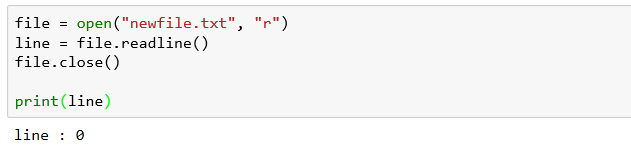 file = open("newfile.txt", "r")
line = file.readline()
file.close()
print(line)
line : 0